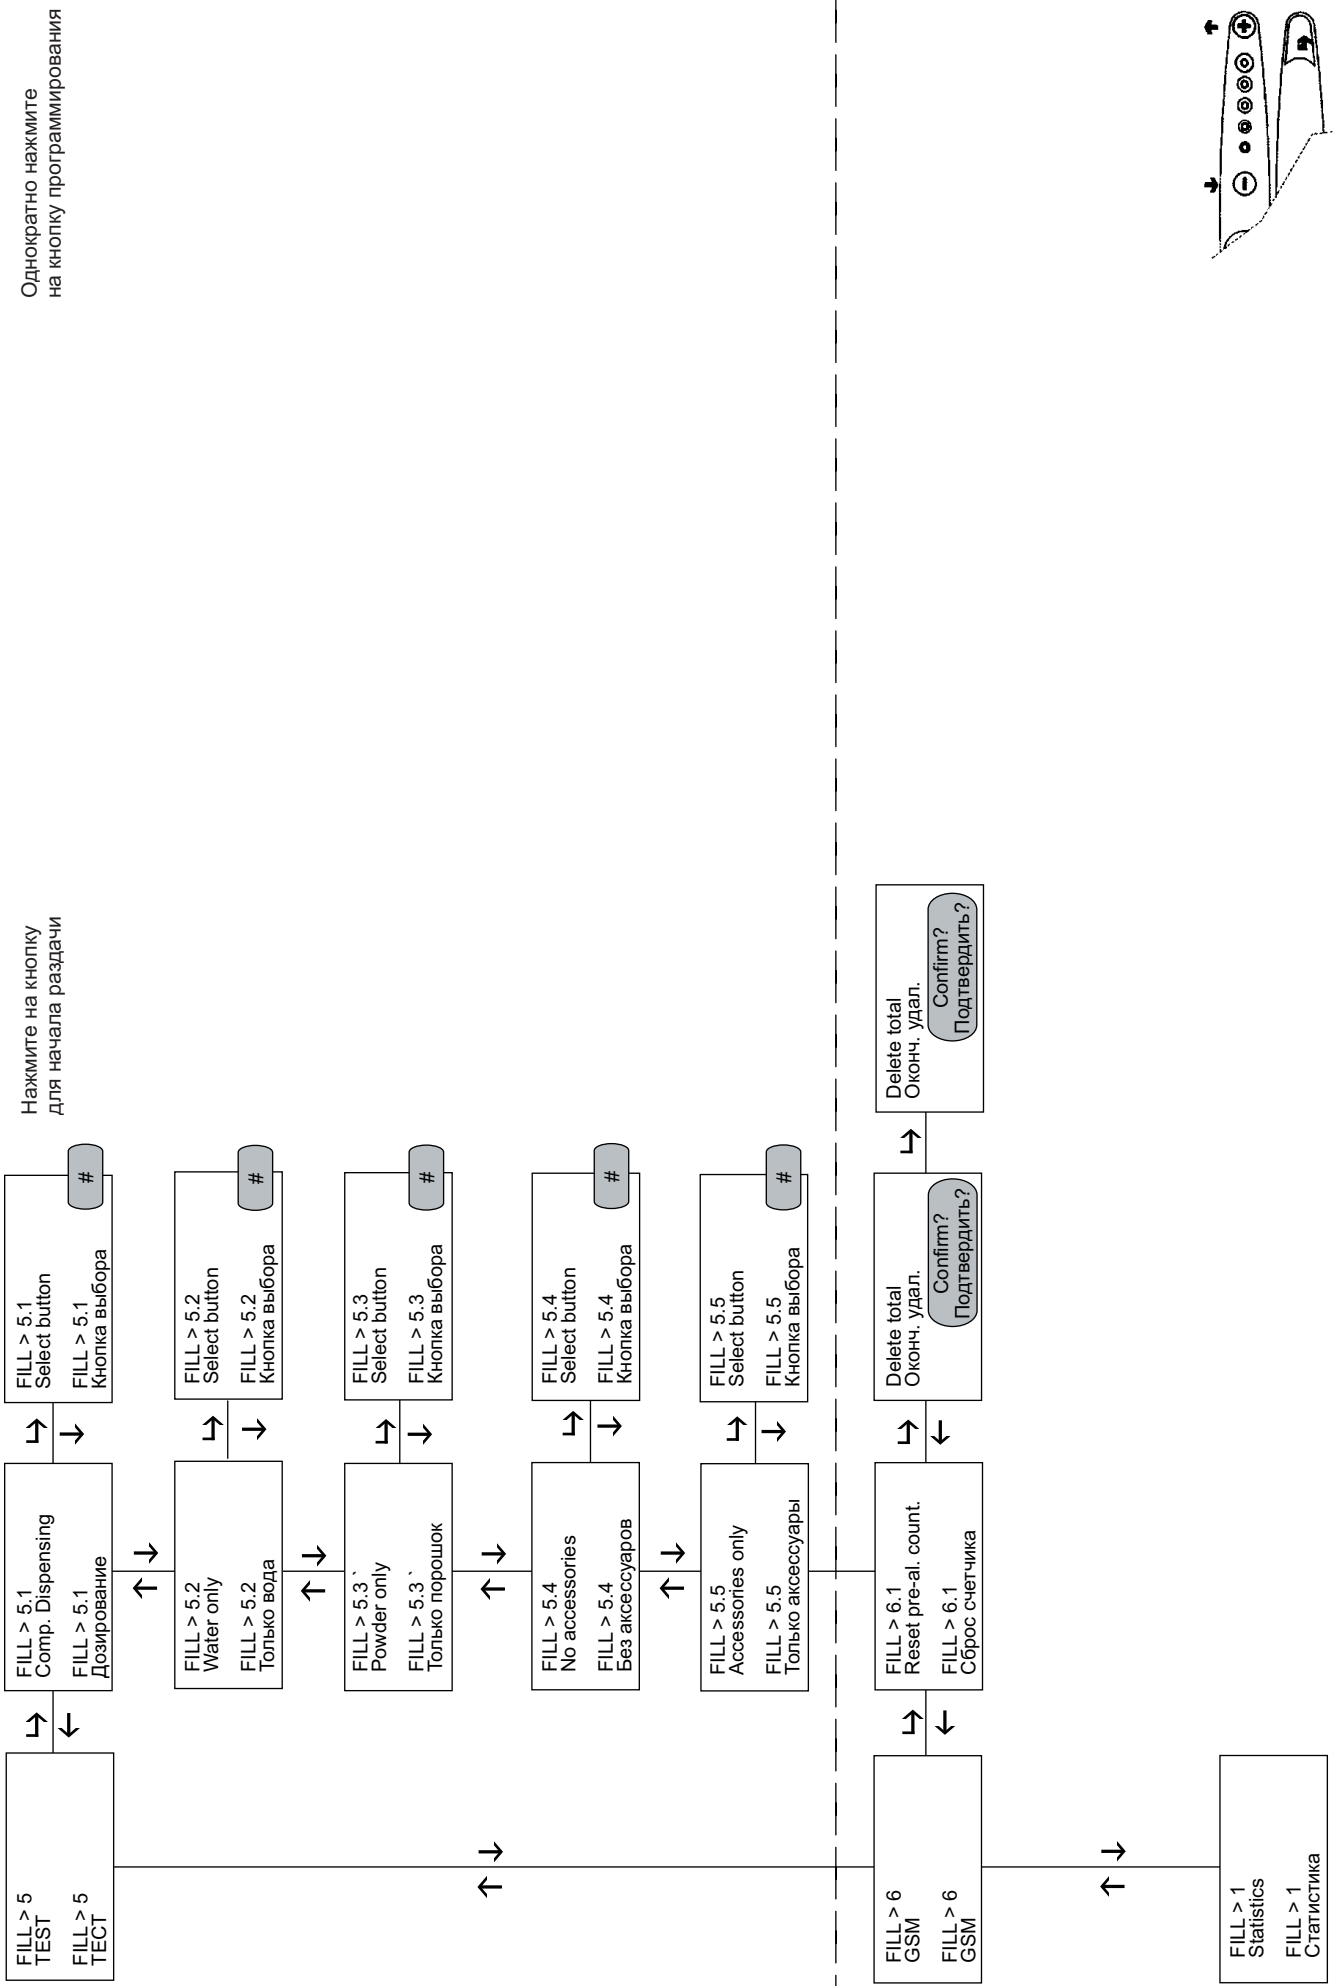 Однократно нажмите
на кнопку программирования
Нажмите на кнопку
для начала раздачи
FILL > 5
TEST
FILL > 5
ТЕСТ
FILL > 5.1
Comp. Dispensing
FILL > 5.1
Дозирование
FILL > 5.1
Select button
FILL > 5.1
Кнопка выбора
#
FILL > 5.2
Water only
FILL > 5.2
Только вода
FILL > 5.2
Select button
FILL > 5.2
Кнопка выбора
#
FILL > 5.3 `
Powder only
FILL > 5.3 `
Только порошок
FILL > 5.3
Select button
FILL > 5.3
Кнопка выбора
#
FILL > 5.4
No accessories
FILL > 5.4
Без аксессуаров
FILL > 5.4
Select button
FILL > 5.4
Кнопка выбора
#
FILL > 5.5
Accessories only
FILL > 5.5
Только аксессуары
FILL > 5.5
Select button
FILL > 5.5
Кнопка выбора
#
FILL > 6
GSM
FILL > 6
GSM
FILL > 6.1
Reset pre-al. count.
FILL > 6.1
Сброс счетчика
Delete total
Оконч. удал.
Confirm?
Подтвердить?
Delete total
Оконч. удал.
Confirm?
Подтвердить?
FILL > 1
Statistics
FILL > 1
Статистика